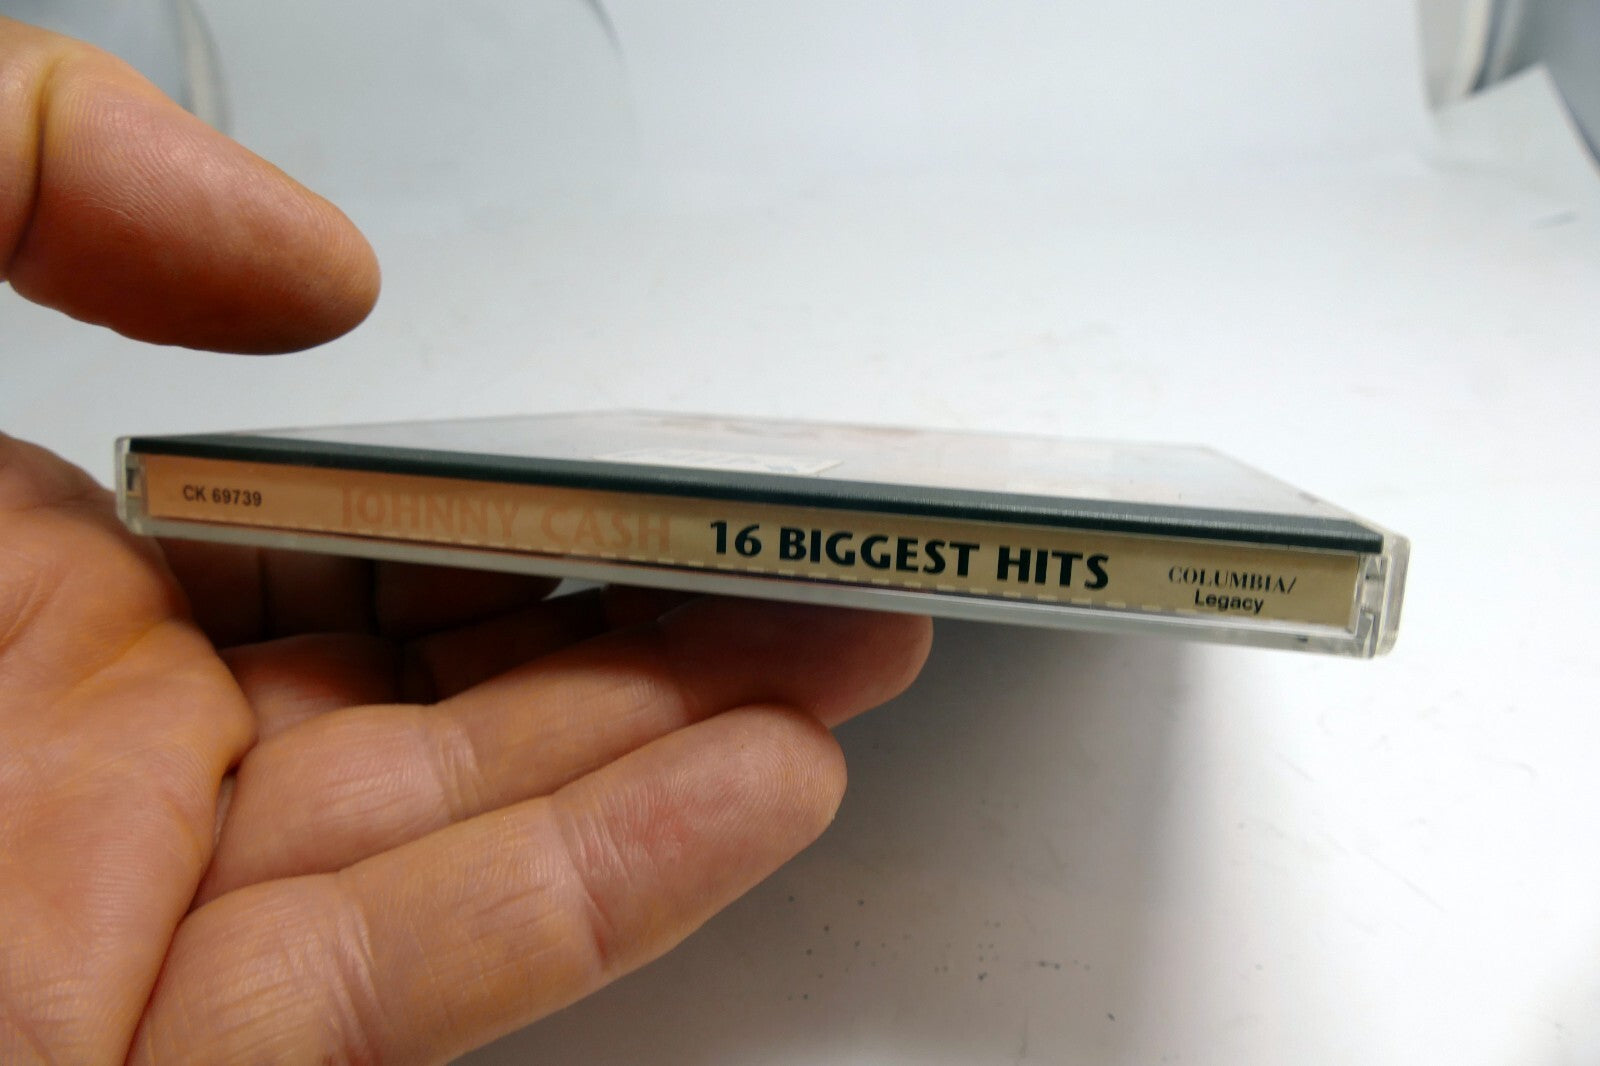 CK 69739 JOHNNY CASH 16 BIGGEST HITS COLUMBIA/
Legacy